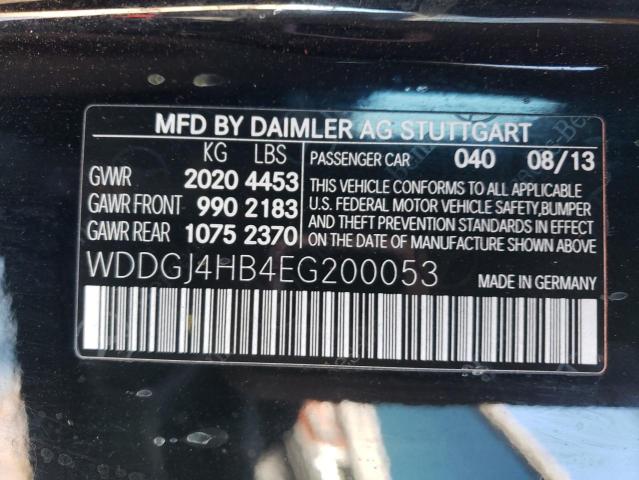 MFD BY DAIMLER AG STUTTGART
KG LBS
GVWR 2020 4453
GAWR FRONT 990 2183
GAWR REAR 1075 2370
PASSENGER CAR 040 08/13
THIS VEHICLE CONFORMS TO ALL APPLICABLE
U.S. FEDERAL MOTOR VEHICLE SAFETY,BUMPER
AND THEFT PREVENTION STANDARDS IN EFFECT
ON THE DATE OF MANUFACTURE SHOWN ABOVE.
WDDGJ4HB4EG200053
MADE IN GERMANY